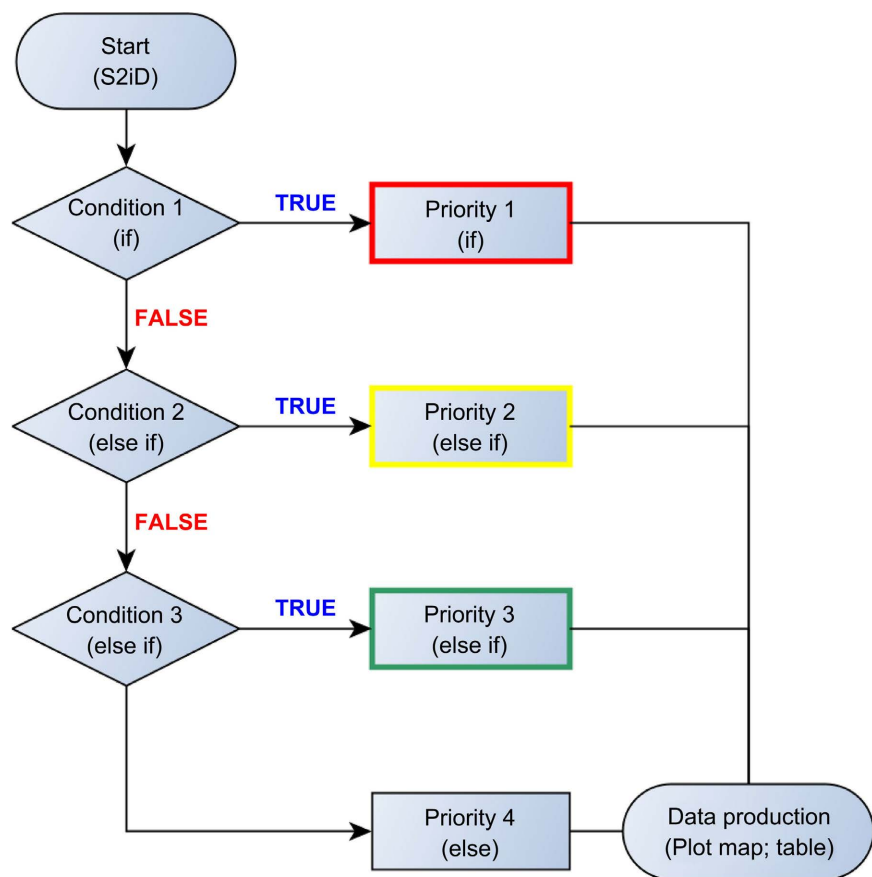 Start
(S2iD)
Condition 1
(if)
TRUE
Priority 1
(if)
FALSE
Condition 2
(else if)
TRUE
Priority 2
(else if)
FALSE
Condition 3
(else if)
TRUE
Priority 3
(else if)
Priority 4
(else)
Data production
(Plot map; table)